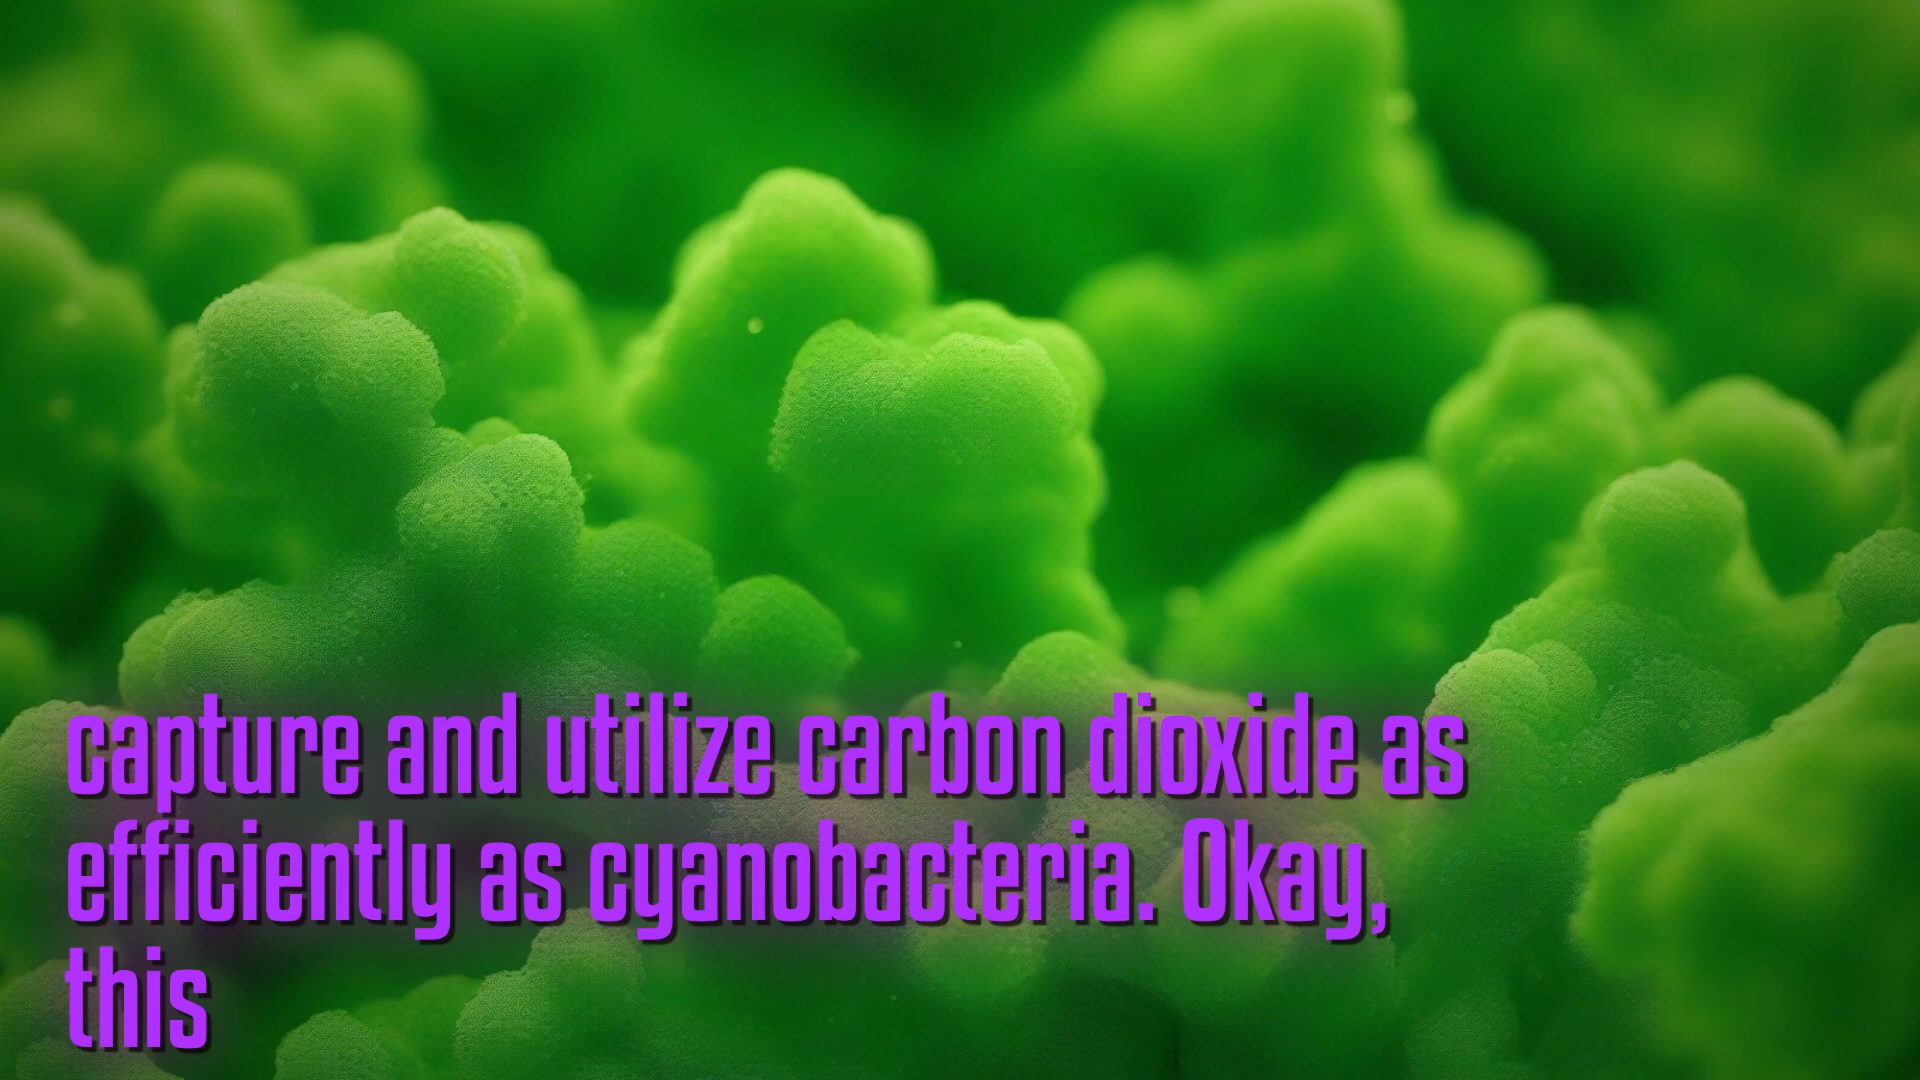 capture and utilize carbon dioxide as
efficiently as cyanobacteria. Okay,
this